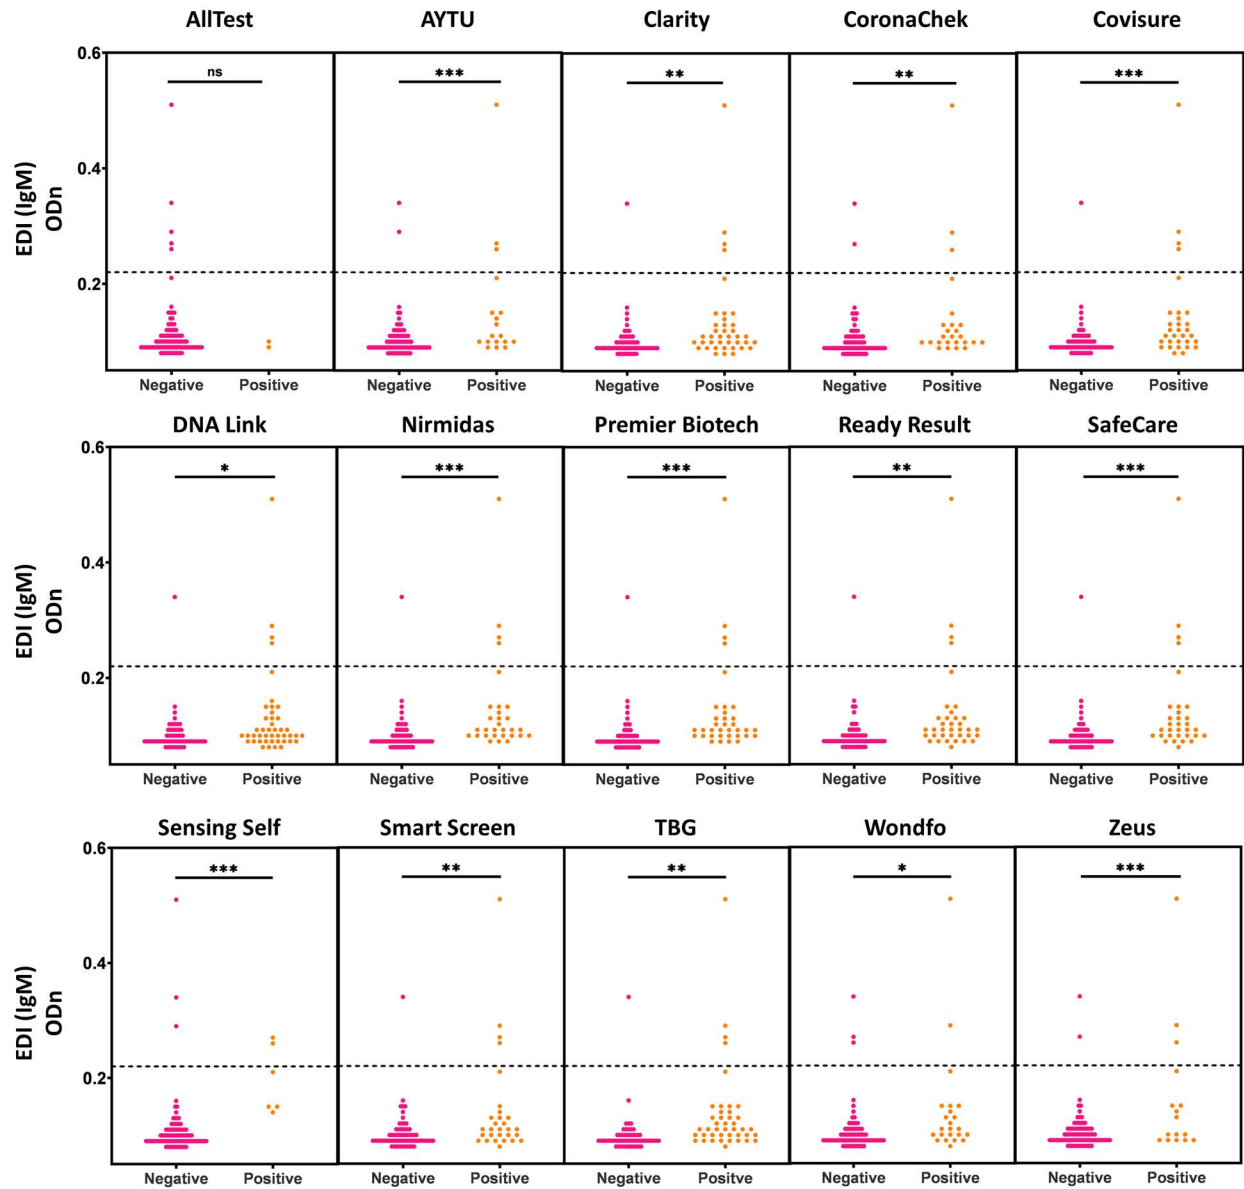 AllTest AYTU Clarity CoronaChek Covisure
0.6
ns *** ** ** ***
0.4
EDI (IgM)
ODn
0.2
Negative Positive Negative Positive Negative Positive Negative Positive Negative Positive
DNA Link Nirmidas Premier Biotech Ready Result SafeCare
0.6
* *** *** ** ***
0.4
EDI (IgM)
ODn
0.2
Negative Positive Negative Positive Negative Positive Negative Positive Negative Positive
Sensing Self Smart Screen TBG Wondfo Zeus
0.6
*** ** ** * ***
0.4
EDI (IgM)
ODn
0.2
Negative Positive Negative Positive Negative Positive Negative Positive Negative Positive